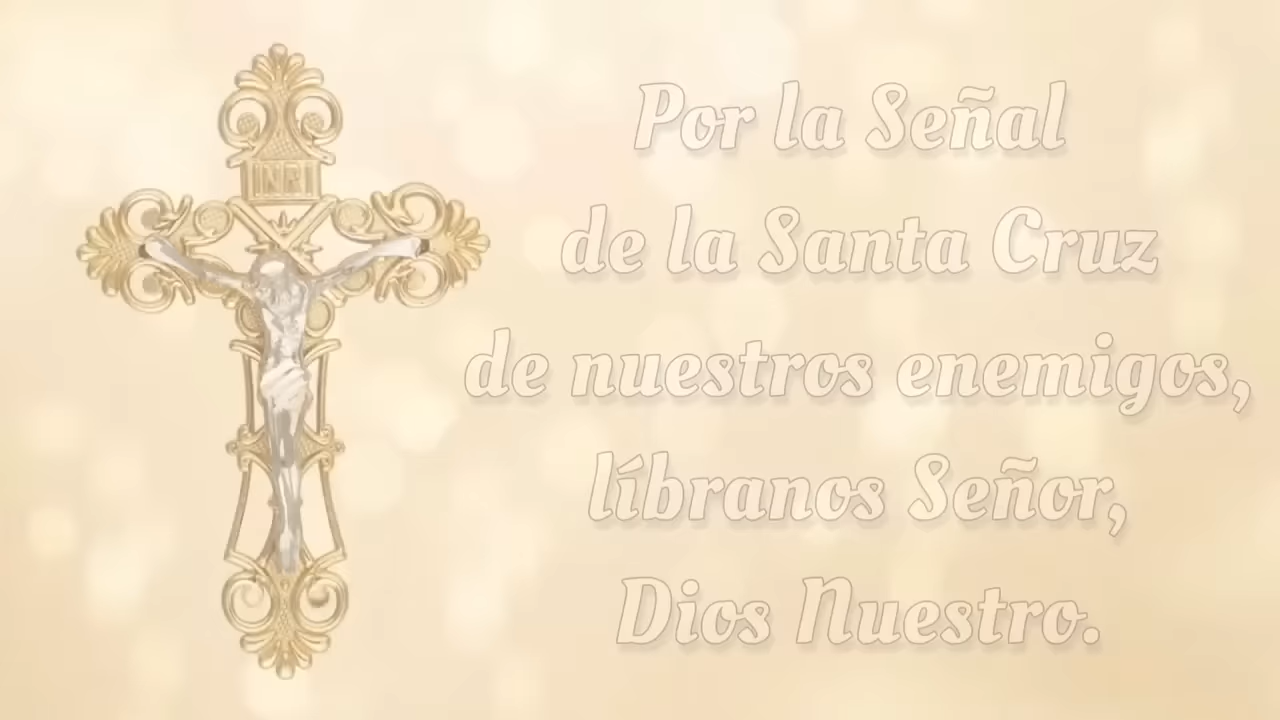 INRI
Por la Señal
de la Santa Cruz
de nuestros enemigos,
líbranos Señor,
Dios Nuestro.